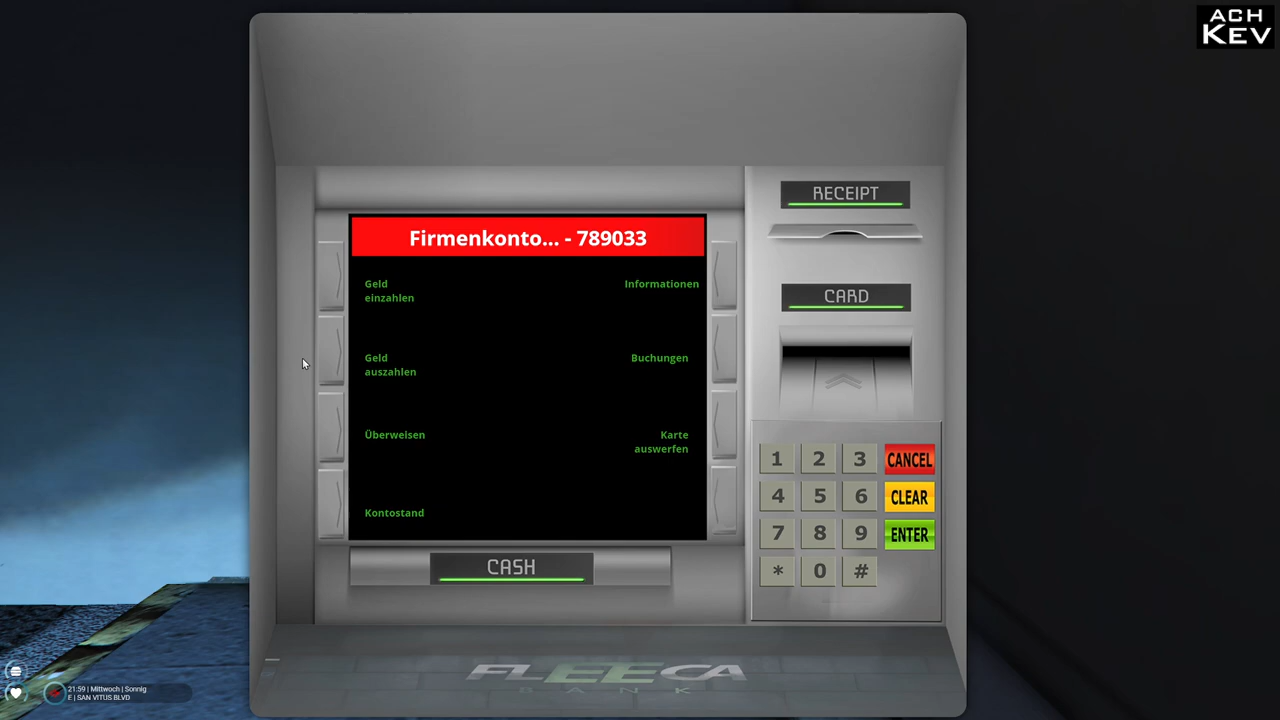 ACH
KEV
RECEIPT
Firmenkonto... - 789033
Geld
einzahlen
Informationen
CARD
Geld
auszahlen
Buchungen
Überweisen
Karte
auswerfen
Kontostand
1 2 3 CANCEL
4 5 6 CLEAR
7 8 9 ENTER
* 0 #
CASH
FLEECA
BANK
21:59 | Mittwoch | Sonnig
E | SAN VITUS BLVD